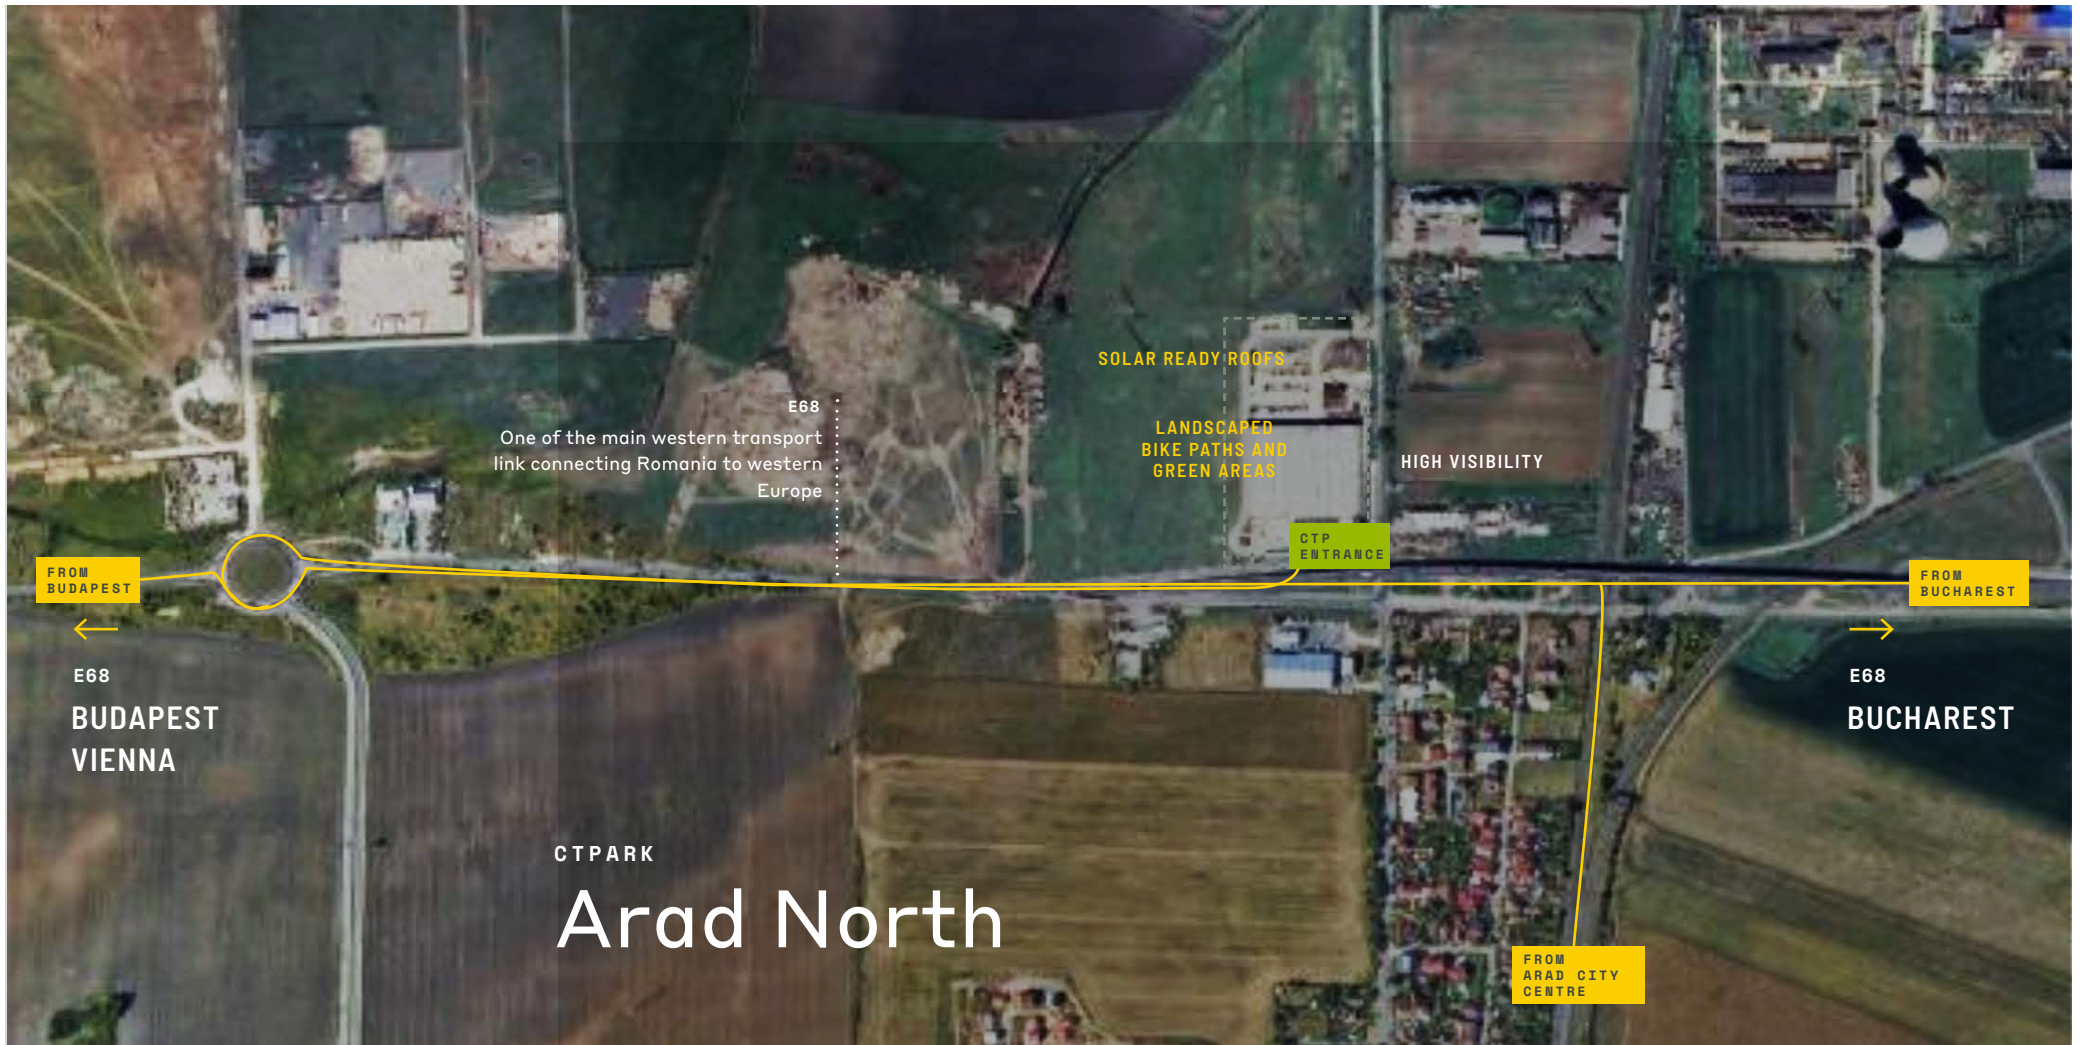 SOLAR READY ROOFS
E68
One of the main western transport
link connecting Romania to western
Europe
LANDSCAPED
BIKE PATHS AND
GREEN AREAS
HIGH VISIBILITY
CTP
ENTRANCE
FROM
BUDAPEST
FROM
BUCHAREST
E68
BUDAPEST
VIENNA
E68
BUCHAREST
CTPARK
Arad North
FROM
ARAD CITY
CENTRE